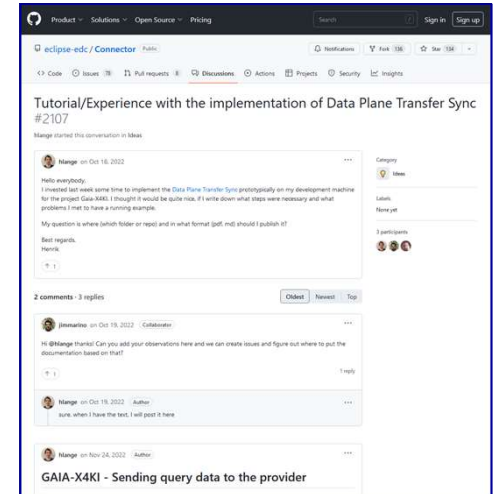 Product Solutions Open Source Pricing Search / Sign in Sign up
eclipse-edc / Connector Public Notifications Fork 136 Star 134
Code Issues 78 Pull requests 8 Discussions Actions Projects Security Insights
Tutorial/Experience with the implementation of Data Plane Transfer Sync
#2107
hlange started this conversation in Ideas
hlange on Oct 18, 2022 ···
Hello everybody,
I invested last week some time to implement the Data Plane Transfer Sync prototypically on my development machine
for the project Gaia-X4KI. I thought it would be quite nice, if I write down what steps were necessary and what
problems I met to have a running example.
My question is where (which folder or repo) and in what format (pdf, md) should I publish it?
Best regards,
Henrik
↑ 1
Category
Ideas
Labels
None yet
3 participants
2 comments · 3 replies Oldest Newest Top
jimmarino on Oct 19, 2022 Collaborator ···
Hi @hlange thanks! Can you add your observations here and we can create issues and figure out where to put the
documentation based on that?
↑ 1 1 reply
hlange on Oct 19, 2022 Author ···
sure, when I have the text, I will post it here
hlange on Nov 24, 2022 Author ···
GAIA-X4KI - Sending query data to the provider